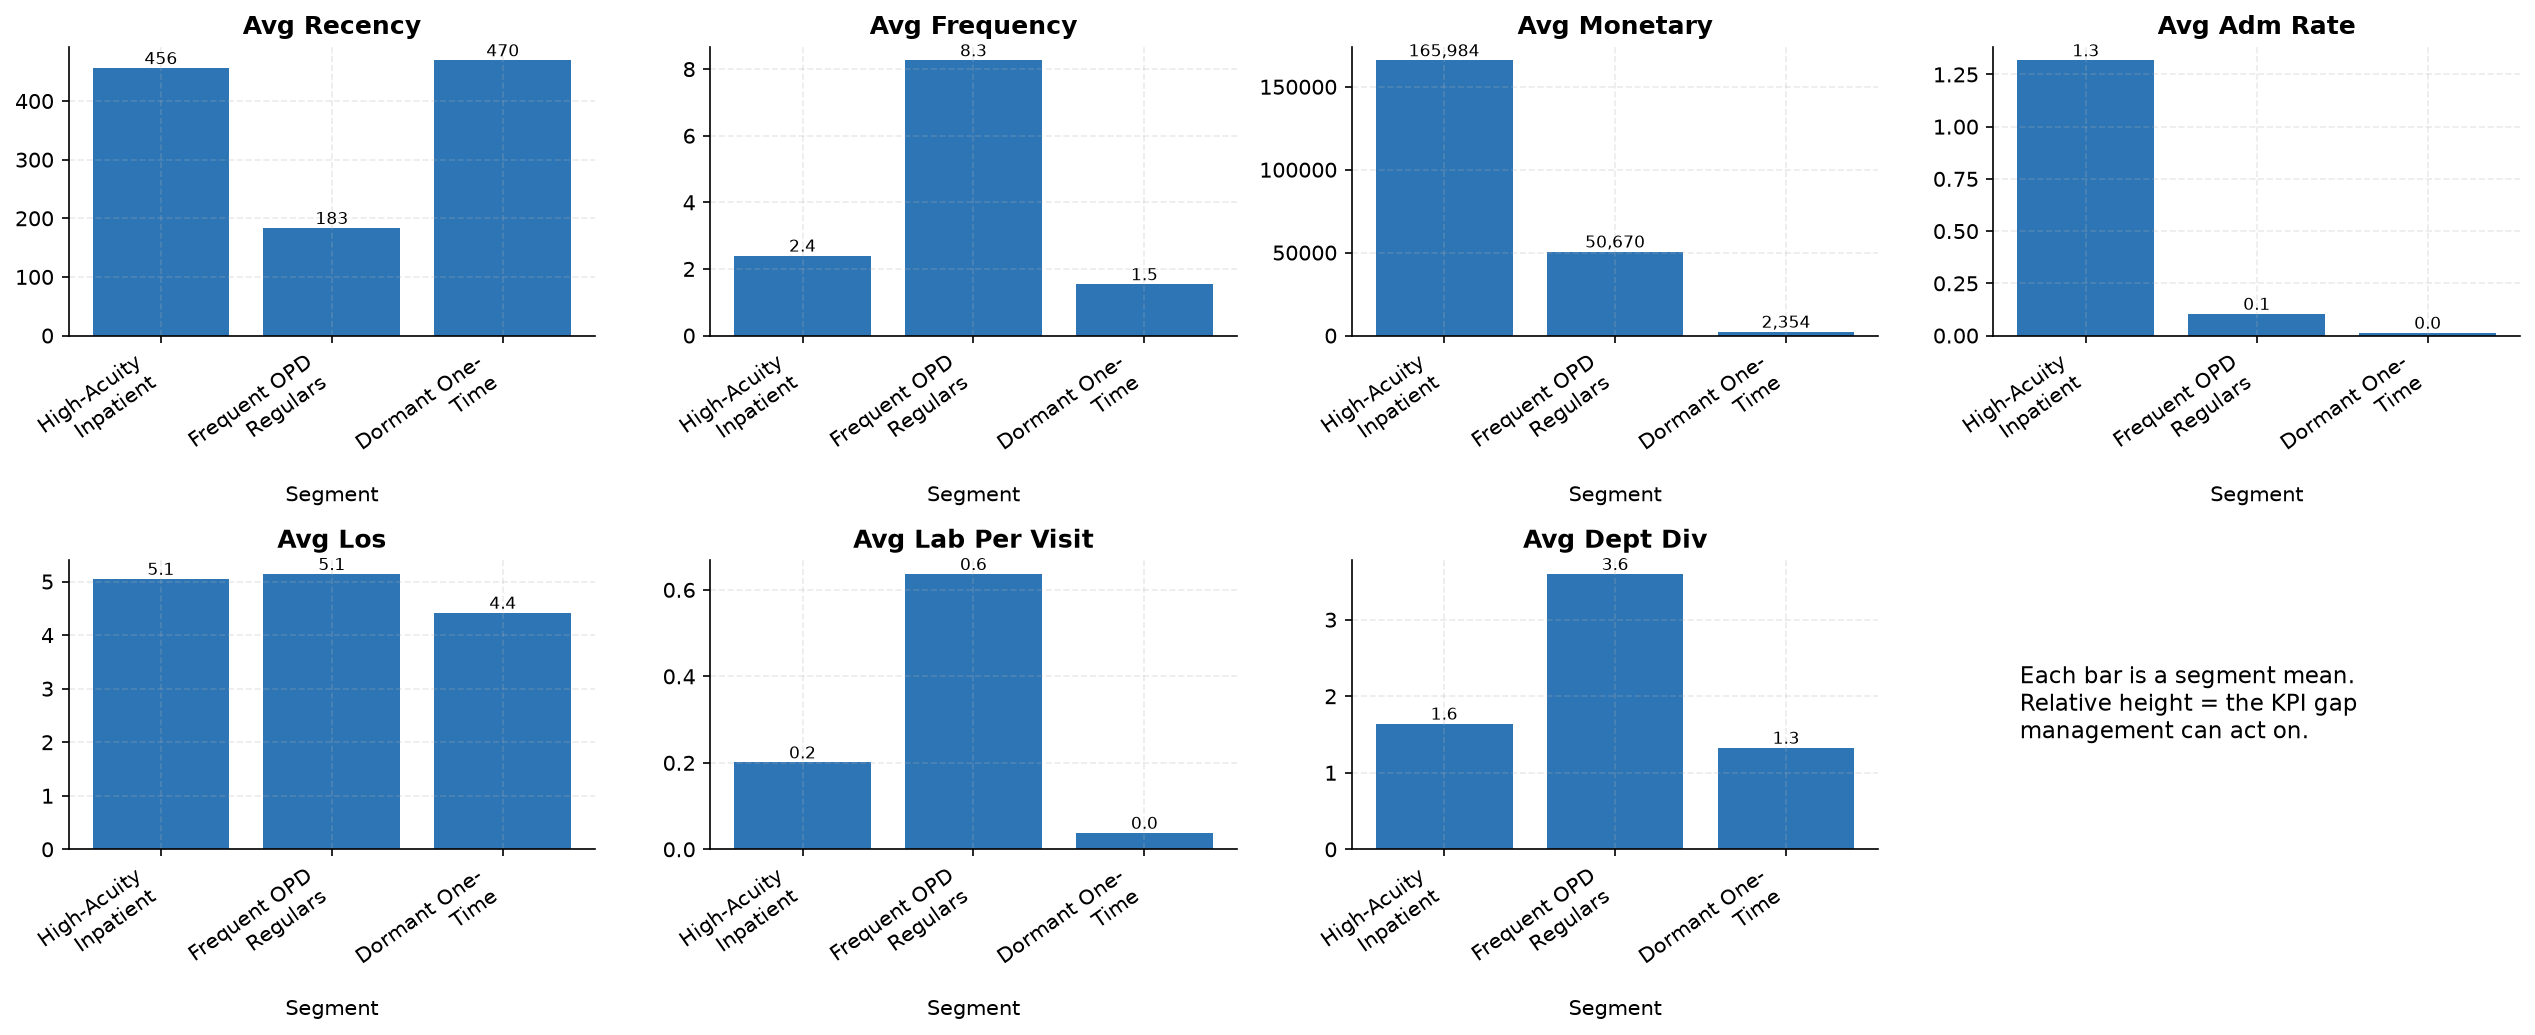 Avg Recency
456
183
470
400
300
200
100
0
High-Acuity
Inpatient
Frequent OPD
Regulars
Dormant One-
Time
Segment
Avg Frequency
2.4
8.3
1.5
8
6
4
2
0
High-Acuity
Inpatient
Frequent OPD
Regulars
Dormant One-
Time
Segment
Avg Monetary
165,984
50,670
2,354
150000
100000
50000
0
High-Acuity
Inpatient
Frequent OPD
Regulars
Dormant One-
Time
Segment
Avg Adm Rate
1.3
0.1
0.0
1.25
1.00
0.75
0.50
0.25
0.00
High-Acuity
Inpatient
Frequent OPD
Regulars
Dormant One-
Time
Segment
Avg Los
5.1
5.1
4.4
5
4
3
2
1
0
High-Acuity
Inpatient
Frequent OPD
Regulars
Dormant One-
Time
Segment
Avg Lab Per Visit
0.2
0.6
0.0
0.6
0.4
0.2
0.0
High-Acuity
Inpatient
Frequent OPD
Regulars
Dormant One-
Time
Segment
Avg Dept Div
1.6
3.6
1.3
3
2
1
0
High-Acuity
Inpatient
Frequent OPD
Regulars
Dormant One-
Time
Segment
Each bar is a segment mean.
Relative height = the KPI gap
management can act on.